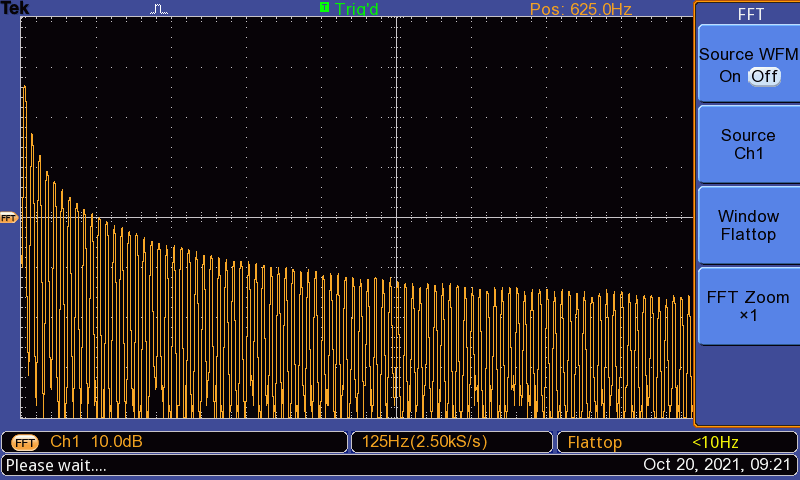 Tek
Trig'd
Pos: 625.0Hz
FFT
Source WFM
On Off
Source
Ch1
Window
Flattop
FFT Zoom
×1
FFT
FFT Ch1 10.0dB
125Hz(2.50kS/s)
Flattop <10Hz
Please wait....
Oct 20, 2021, 09:21